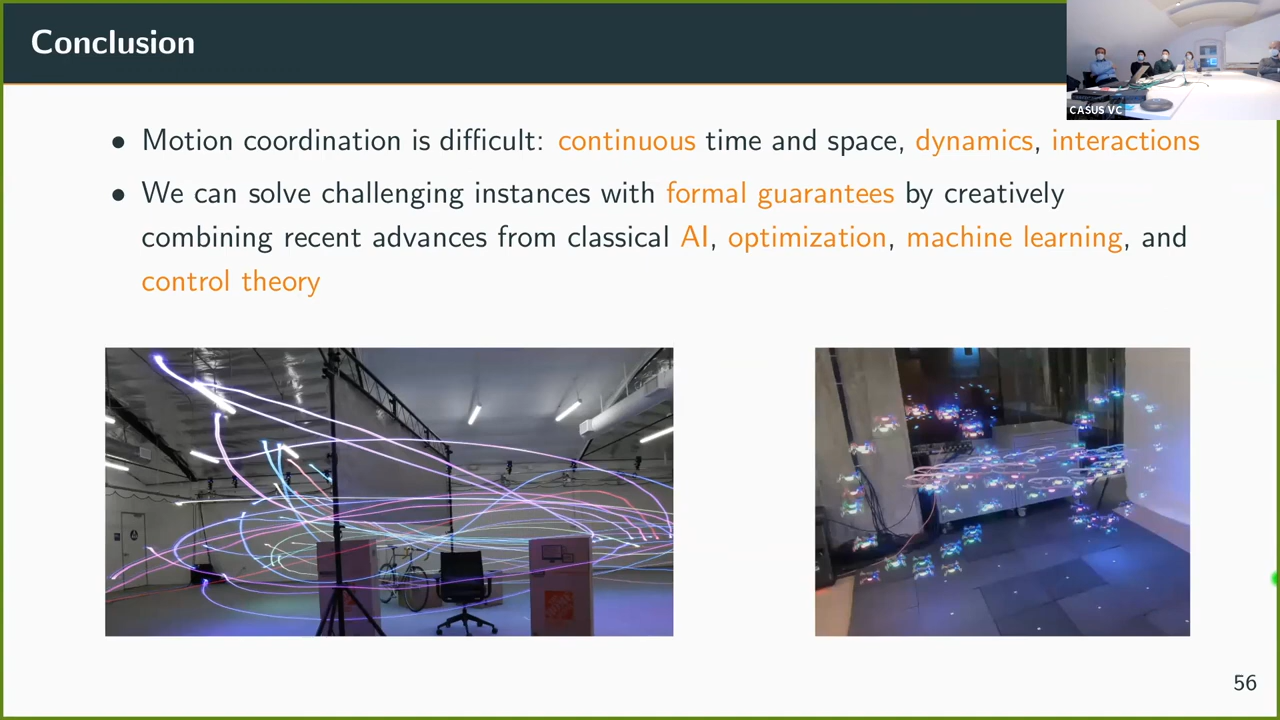 Conclusion
CASUS VC
• Motion coordination is difficult: continuous time and space, dynamics, interactions
• We can solve challenging instances with formal guarantees by creatively
combining recent advances from classical AI, optimization, machine learning, and
control theory
56